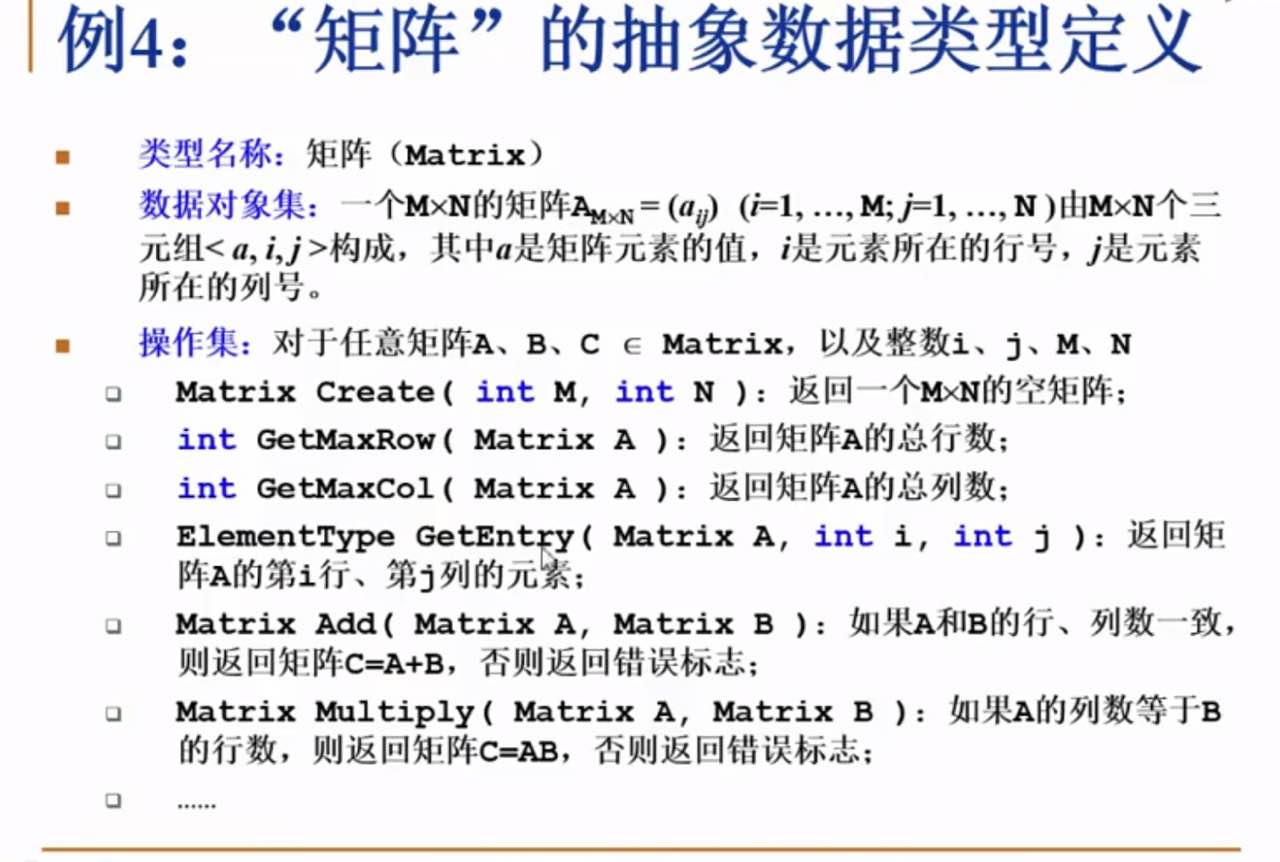 例4：“矩阵”的抽象数据类型定义
类型名称：矩阵（Matrix）
数据对象集：一个M×N的矩阵A_M×N = (a_ij) (i=1, …, M; j=1, …, N )由M×N个三
元组< a, i, j >构成，其中a是矩阵元素的值，i是元素所在的行号，j是元素
所在的列号。
操作集：对于任意矩阵A、B、C ∈ Matrix，以及整数i、j、M、N
Matrix Create( int M, int N )：返回一个M×N的空矩阵；
int GetMaxRow( Matrix A )：返回矩阵A的总行数；
int GetMaxCol( Matrix A )：返回矩阵A的总列数；
ElementType GetEntry( Matrix A, int i, int j )：返回矩
阵A的第i行、第j列的元素；
Matrix Add( Matrix A, Matrix B )：如果A和B的行、列数一致，
则返回矩阵C=A+B，否则返回错误标志；
Matrix Multiply( Matrix A, Matrix B )：如果A的列数等于B
的行数，则返回矩阵C=AB，否则返回错误标志；
……